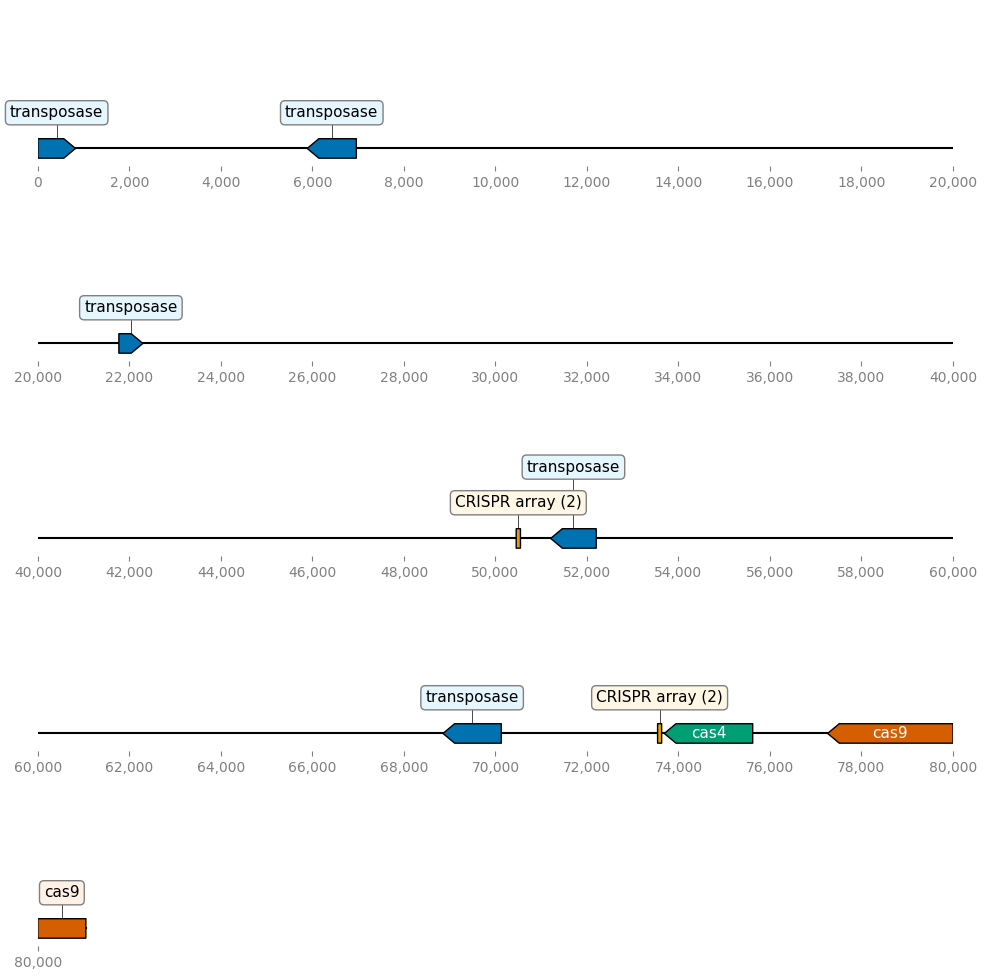 transposase transposase
0 2,000 4,000 6,000 8,000 10,000 12,000 14,000 16,000 18,000 20,000
transposase
20,000 22,000 24,000 26,000 28,000 30,000 32,000 34,000 36,000 38,000 40,000
transposase
CRISPR array (2)
40,000 42,000 44,000 46,000 48,000 50,000 52,000 54,000 56,000 58,000 60,000
transposase CRISPR array (2)
cas4 cas9
60,000 62,000 64,000 66,000 68,000 70,000 72,000 74,000 76,000 78,000 80,000
cas9
80,000